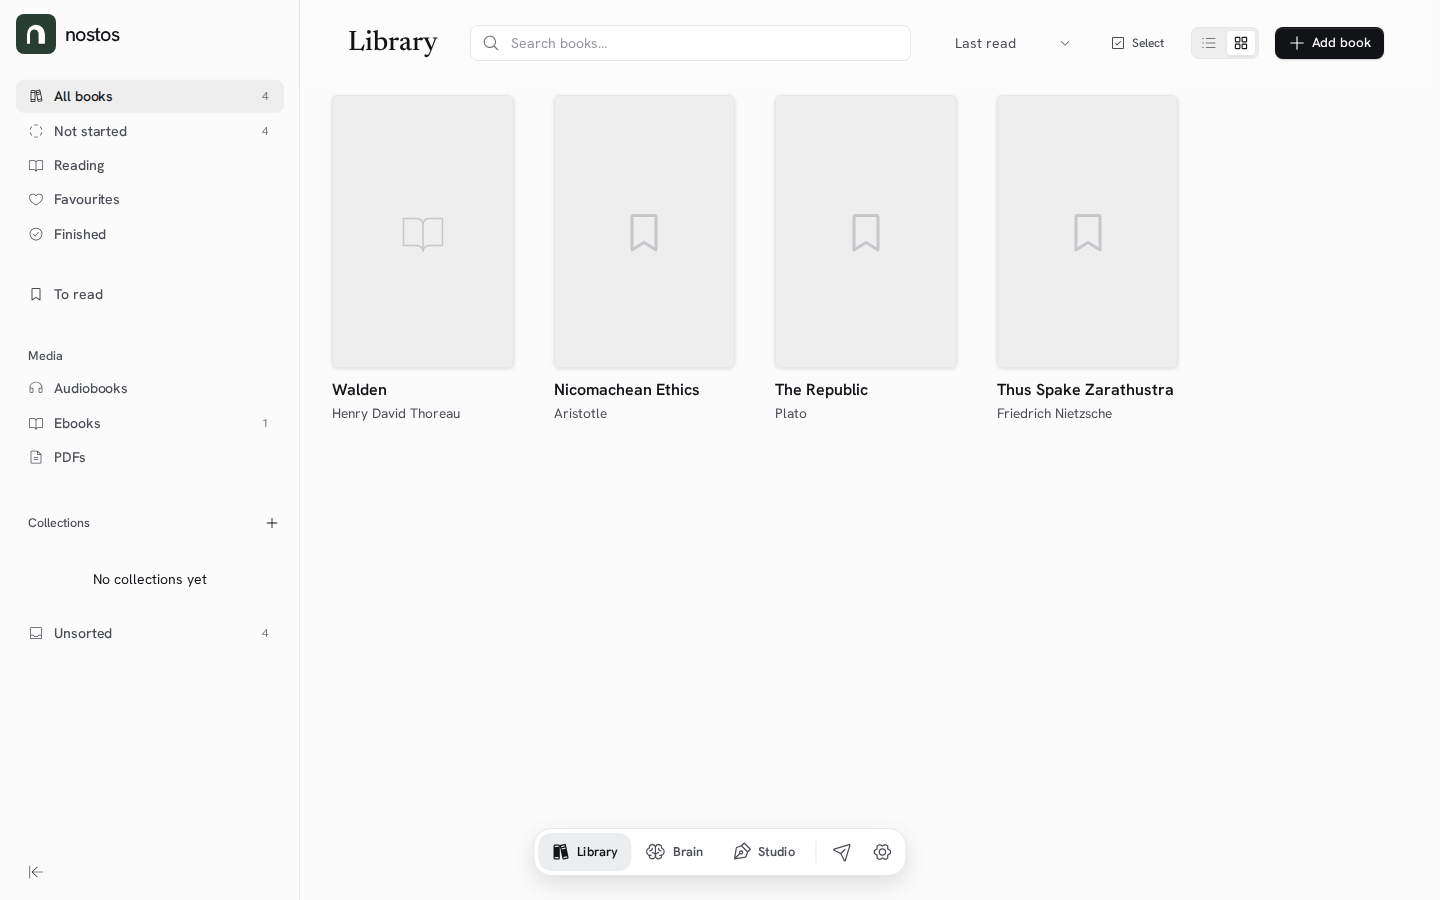 nostos
All books 4
Not started 4
Reading
Favourites
Finished
To read
Media
Audiobooks
Ebooks 1
PDFs
Collections
No collections yet
Unsorted 4
Library
Search books...
Last read
Select
Add book
Walden
Henry David Thoreau
Nicomachean Ethics
Aristotle
The Republic
Plato
Thus Spake Zarathustra
Friedrich Nietzsche
Library
Brain
Studio